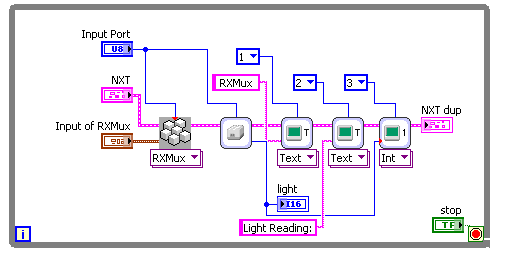 Input Port
U8
1
RXMux
2
3
NXT
NXT dup
T
T
1
Input of RXMux
RXMux
Text
Text
Int
light
I16
stop
Light Reading:
TF
i